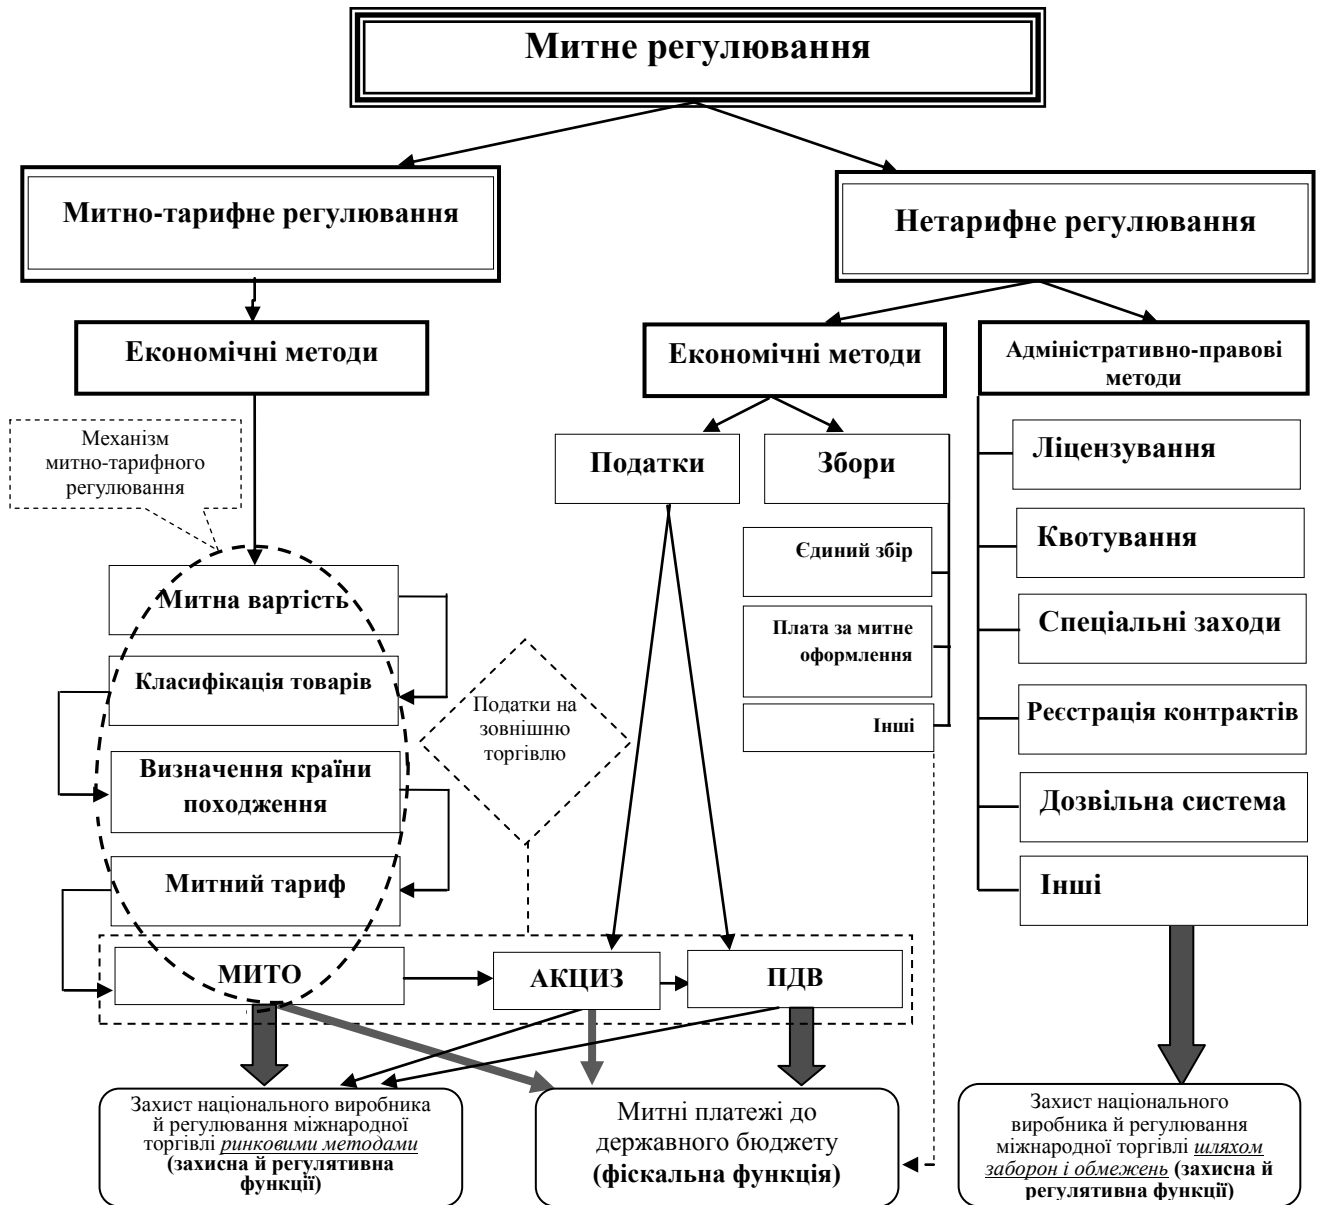 Митне регулювання
Митно-тарифне регулювання
Нетарифне регулювання
Економічні методи
Економічні методи
Адміністративно-правові
методи
Механізм
митно-тарифного
регулювання
Податки
Збори
Ліцензування
Квотування
Спеціальні заходи
Реєстрація контрактів
Дозвільна система
Інші
Єдиний збір
Плата за митне
оформлення
Інші
Митна вартість
Класифікація товарів
Визначення країни
походження
Митний тариф
Податки на
зовнішню
торгівлю
МИТО
АКЦИЗ
ПДВ
Захист національного виробника
й регулювання міжнародної
торгівлі ринковими методами
(захисна й регулятивна
функції)
Митні платежі до
державного бюджету
(фіскальна функція)
Захист національного
виробника й регулювання
міжнародної торгівлі шляхом
заборон і обмежень (захисна й
регулятивна функції)